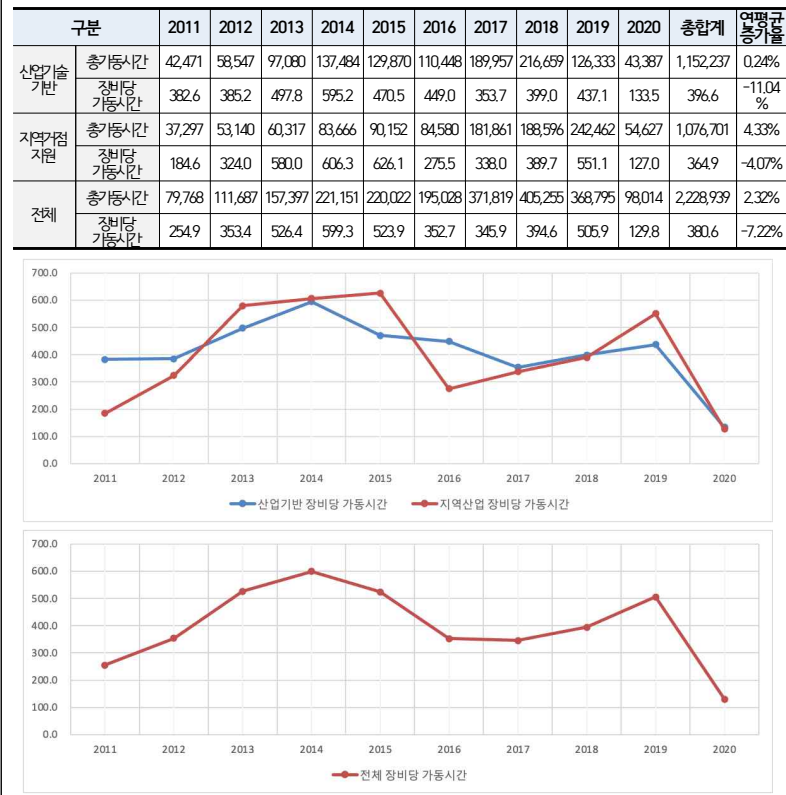 구분 2011 2012 2013 2014 2015 2016 2017 2018 2019 2020 총합계 연평균 증가율
산업기술 기반 총가동시간 42,471 58,547 97,080 137,484 129,870 110,448 189,957 216,659 126,333 43,387 1,152,237 0.24%
장비당 가동시간 382.6 385.2 497.8 595.2 470.5 449.0 353.7 399.0 437.1 133.5 396.6 -11.04 %
지역거점 지원 총가동시간 37,297 53,140 60,317 83,666 90,152 84,580 181,861 188,596 242,462 54,627 1,076,701 4.33%
장비당 가동시간 184.6 324.0 580.0 606.3 626.1 275.5 338.0 389.7 551.1 127.0 364.9 -4.07%
전체 총가동시간 79,768 111,687 157,397 221,151 220,022 195,028 371,819 405,255 368,795 98,014 2,228,939 2.32%
장비당 가동시간 254.9 353.4 526.4 599.3 523.9 352.7 345.9 394.6 505.9 129.8 380.6 -7.22%
700.0
600.0
500.0
400.0
300.0
200.0
100.0
0.0
2011 2012 2013 2014 2015 2016 2017 2018 2019 2020
산업기반 장비당 가동시간 지역산업 장비당 가동시간
700.0
600.0
500.0
400.0
300.0
200.0
100.0
0.0
2011 2012 2013 2014 2015 2016 2017 2018 2019 2020
전체 장비당 가동시간